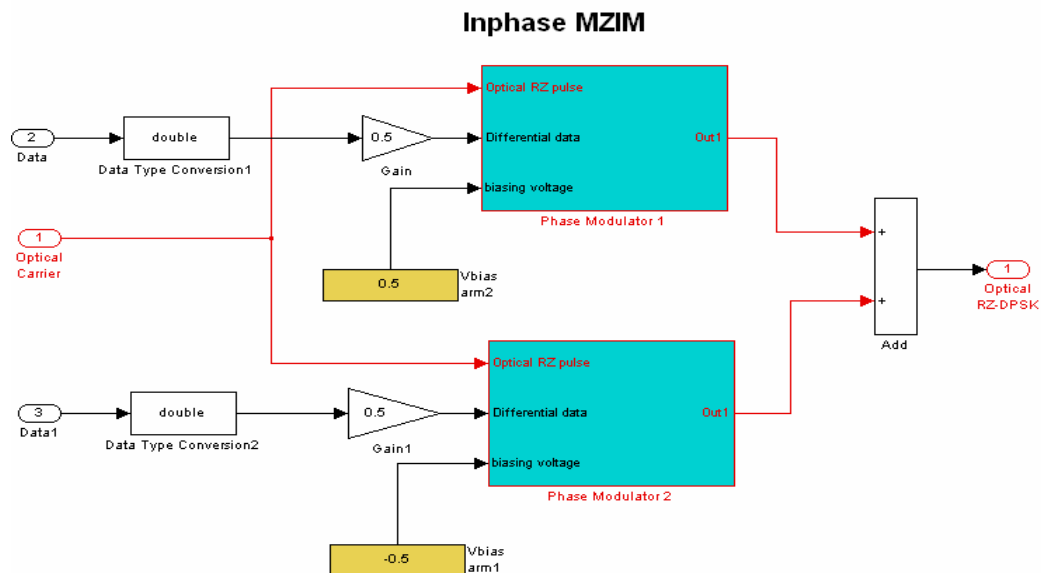 Inphase MZIM
Optical RZ pulse
2
Data
double
Data Type Conversion1
0.5
Gain
Differential data
Out1
biasing voltage
Phase Modulator 1
1
Optical
Carrier
0.5
Vbias
arm2
+
+
Add
1
Optical
RZ-DPSK
Optical RZ pulse
3
Data1
double
Data Type Conversion2
0.5
Gain1
Differential data
Out1
biasing voltage
Phase Modulator 2
-0.5
Vbias
arm1